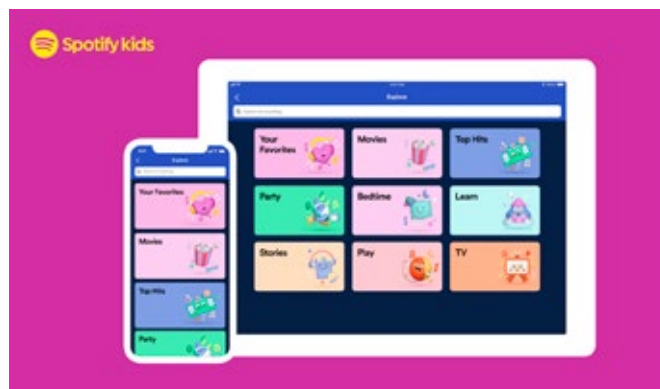 Spotify kids
Explore
Your
Favorites
Movies
Top Hits
Party
Bedtime
Learn
Stories
Play
TV
Explore
Your Favorites
Movies
Top Hits
Party